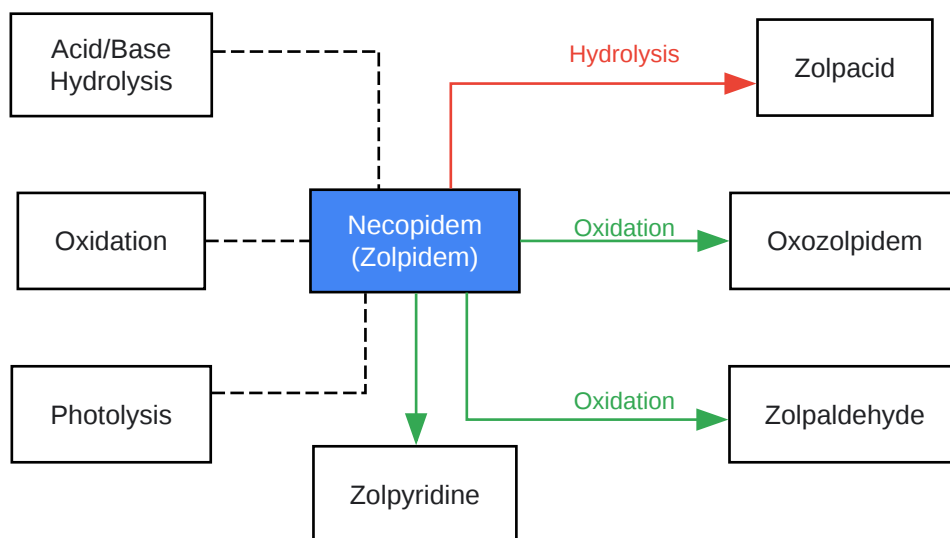 Acid/Base
Hydrolysis
Hydrolysis
Zolpacid
Oxidation
Necopidem
(Zolpidem)
Oxidation
Oxozolpidem
Photolysis
Oxidation
Zolpaldehyde
Zolpyridine